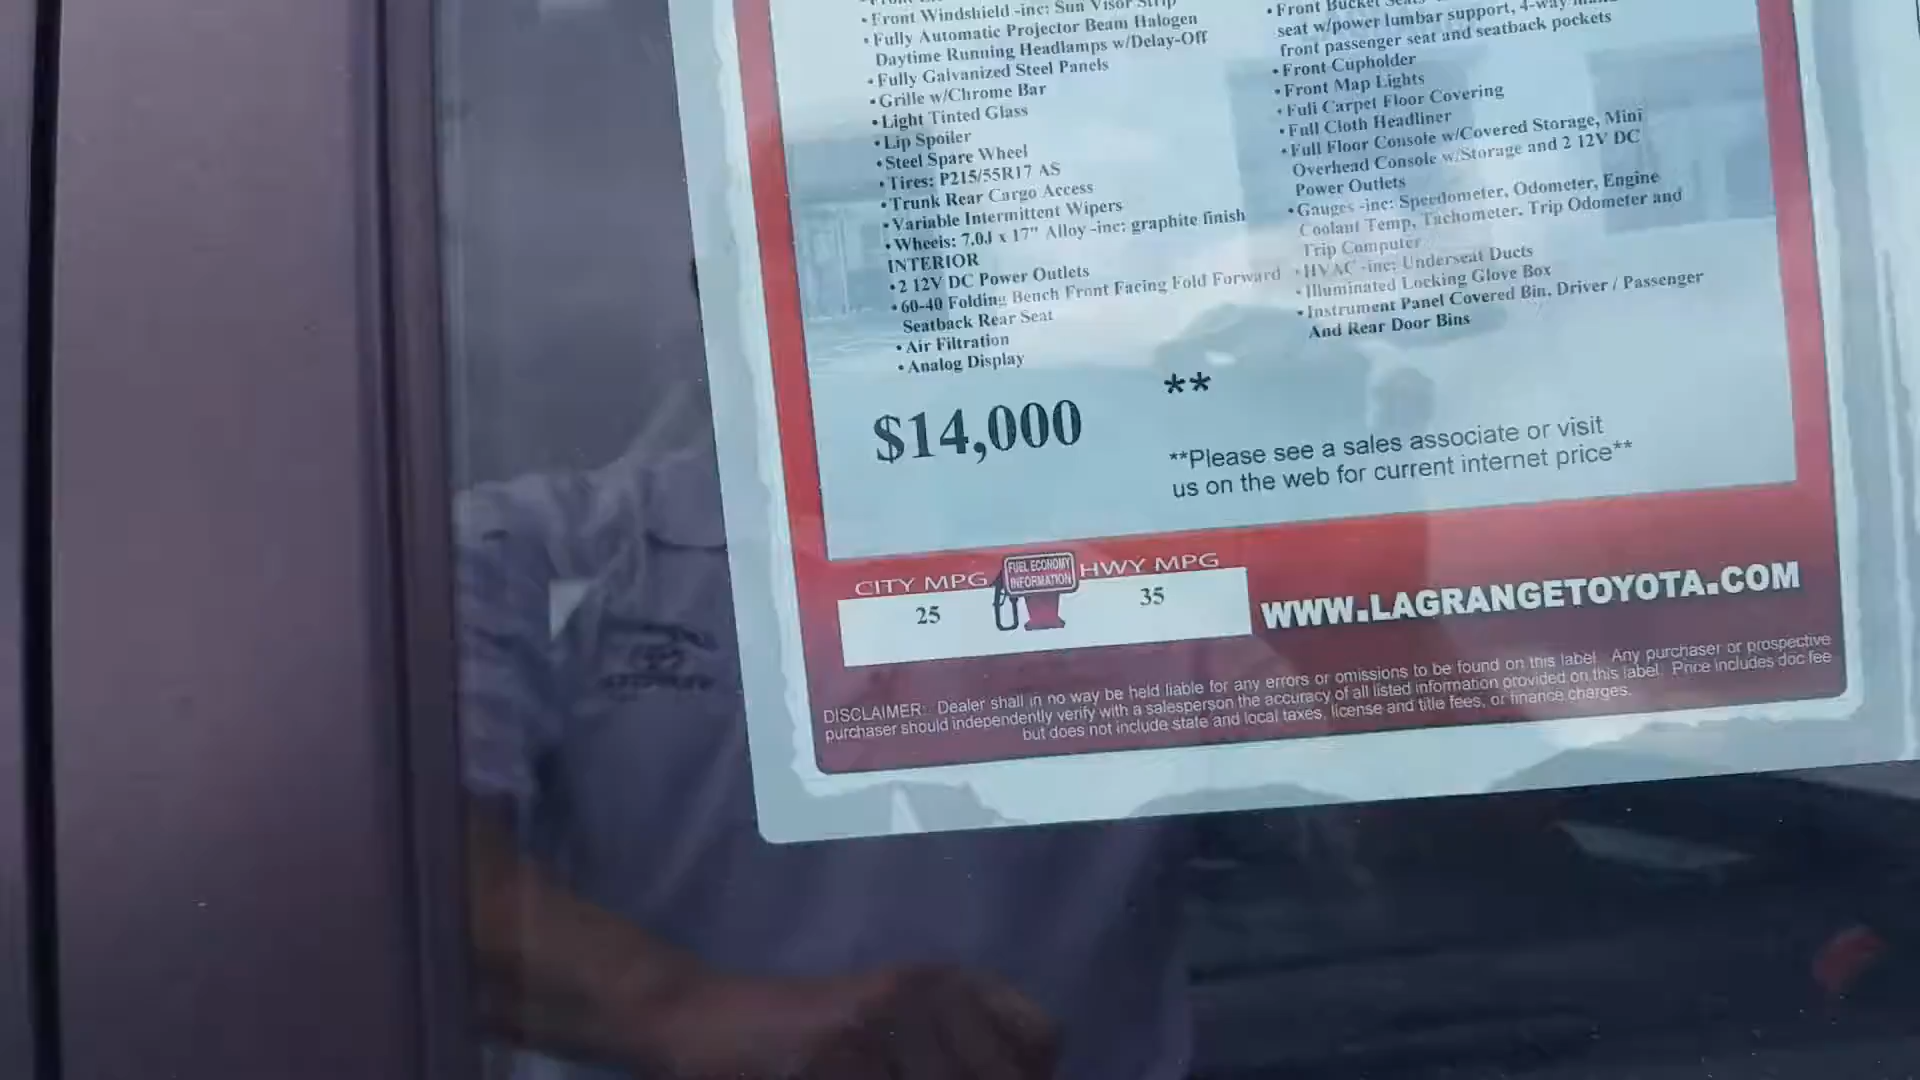 • Front Windshield -inc: Sun Visor Strip
• Fully Automatic Projector Beam Halogen
Daytime Running Headlamps w/Delay-Off
• Fully Galvanized Steel Panels
• Grille w/Chrome Bar
• Light Tinted Glass
• Lip Spoiler
• Steel Spare Wheel
• Tires: P215/55R17 AS
• Trunk Rear Cargo Access
• Variable Intermittent Wipers
• Wheels: 7.0J x 17" Alloy -inc: graphite finish
INTERIOR
• 2 12V DC Power Outlets
• 60-40 Folding Bench Front Facing Fold Forward
Seatback Rear Seat
• Air Filtration
• Analog Display
• Front Bucket Seats
seat w/power lumbar support, 4-way
front passenger seat and seatback pockets
• Front Cupholder
• Front Map Lights
• Full Carpet Floor Covering
• Full Cloth Headliner
• Full Floor Console w/Covered Storage, Mini
Overhead Console w/Storage and 2 12V DC
Power Outlets
• Gauges -inc: Speedometer, Odometer, Engine
Coolant Temp, Tachometer, Trip Odometer and
Trip Computer
• HVAC -inc: Underseat Ducts
• Illuminated Locking Glove Box
• Instrument Panel Covered Bin, Driver / Passenger
And Rear Door Bins
$14,000
**
**Please see a sales associate or visit
us on the web for current internet price**
CITY MPG
25
FUEL ECONOMY
INFORMATION
HWY MPG
35
WWW.LAGRANGETOYOTA.COM
DISCLAIMER: Dealer shall in no way be held liable for any errors or omissions to be found on this label. Any purchaser or prospective
purchaser should independently verify with a salesperson the accuracy of all listed information provided on this label. Price includes doc fee
but does not include state and local taxes, license and title fees, or finance charges.